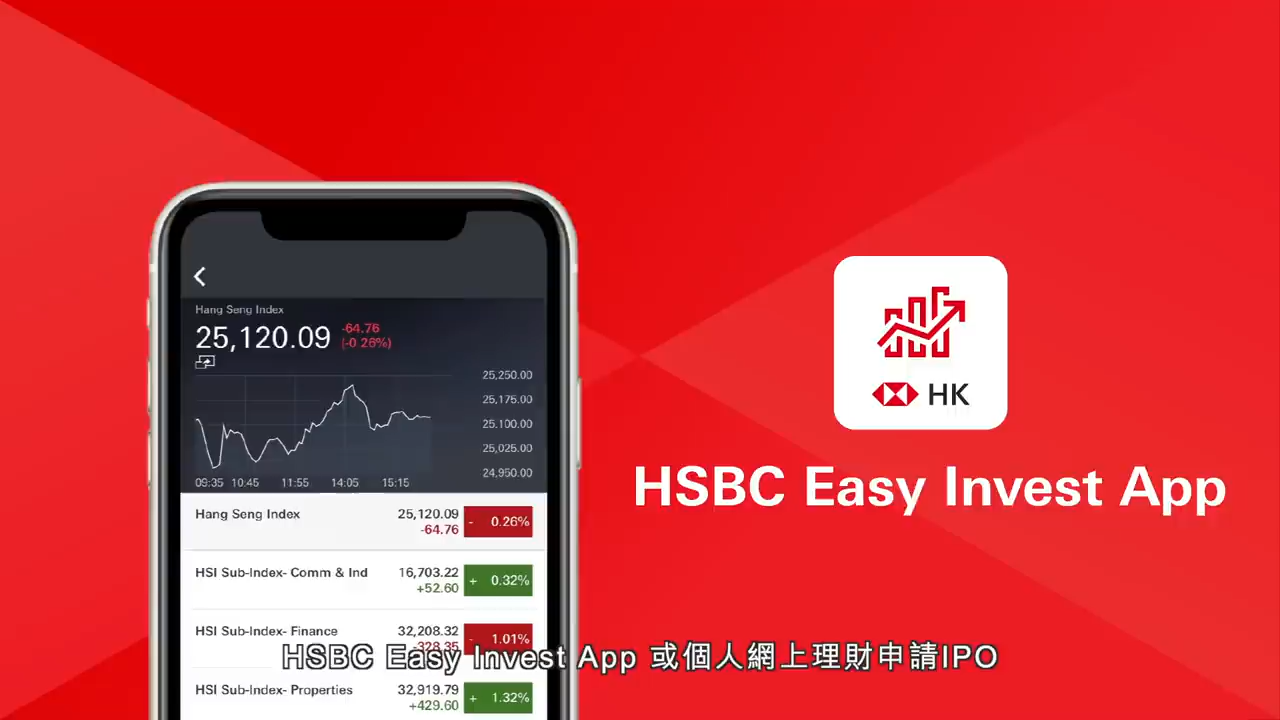 Hang Seng Index
25,120.09
-64.76
(-0.26%)
25,250.00
25,175.00
25,100.00
25,025.00
24,950.00
09:35 10:45 11:55 14:05 15:15
Hang Seng Index 25,120.09 - 0.26%
-64.76
HSI Sub-Index- Comm & Ind 16,703.22 + 0.32%
+52.60
HSI Sub-Index- Finance 32,208.32 - 1.01%
-328.35
HSI Sub-Index- Properties 32,919.79 + 1.32%
+429.60
HK
HSBC Easy Invest App
HSBC Easy Invest App 或個人網上理財申請IPO